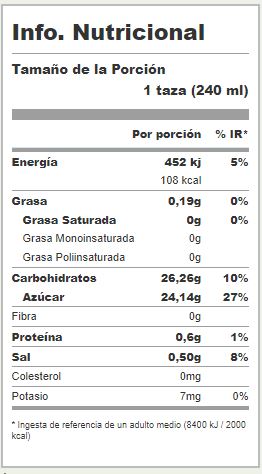 Info. Nutricional
Tamaño de la Porción
1 taza (240 ml)
Por porción % IR*
Energía 452 kj 5%
108 kcal
Grasa 0,19g 0%
Grasa Saturada 0g 0%
Grasa Monoinsaturada 0g
Grasa Poliinsaturada 0g
Carbohidratos 26,26g 10%
Azúcar 24,14g 27%
Fibra 0g
Proteína 0,6g 1%
Sal 0,50g 8%
Colesterol 0mg
Potasio 7mg 0%
* Ingesta de referencia de un adulto medio (8400 kJ / 2000
kcal)